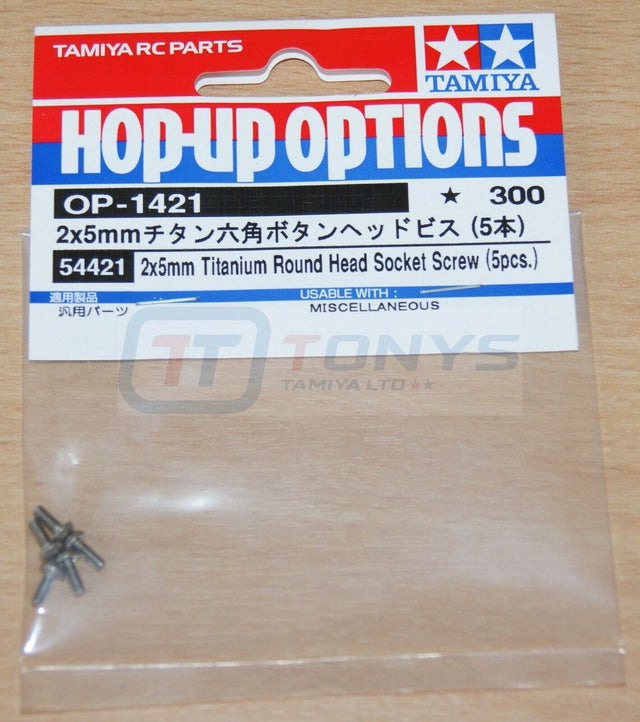 TAMIYA RC PARTS
TAMIYA
HOP-UP OPTIONS
OP-1421
★ 300
2x5mmチタン六角ボタンヘッドビス (5本)
54421 2x5mm Titanium Round Head Socket Screw (5pcs.)
適用製品 USABLE WITH :
汎用パーツ MISCELLANEOUS
TT TONYS
TAMIYA LTD ★★